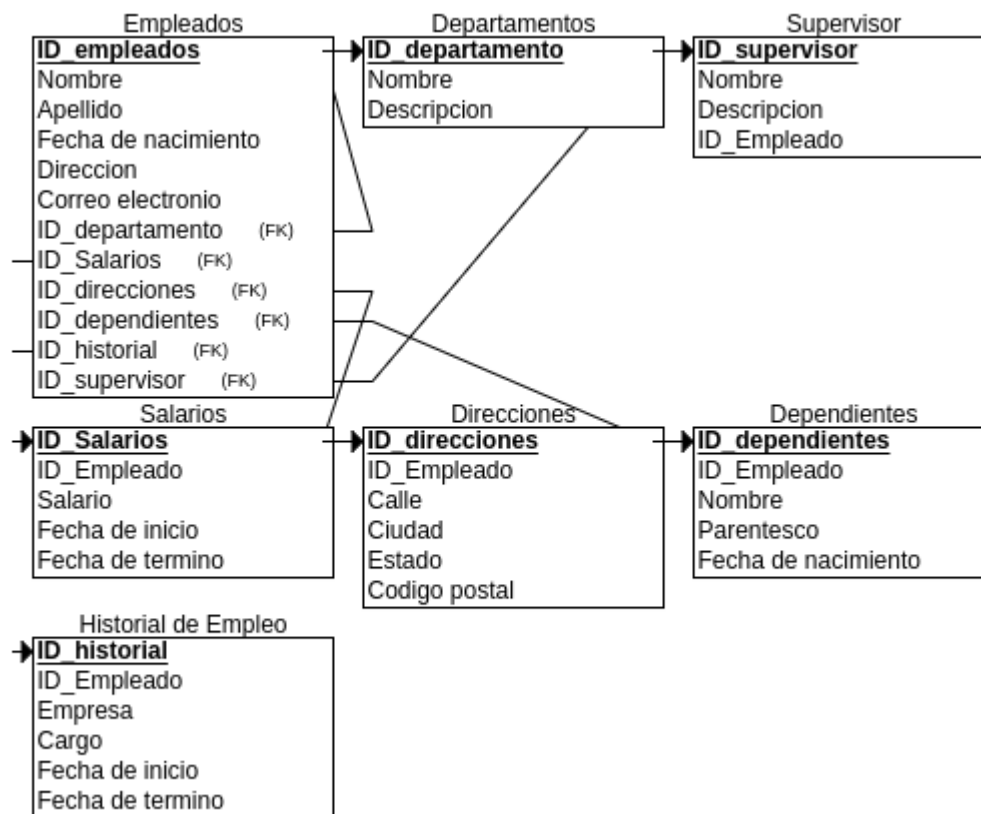 Empleados
ID_empleados
Nombre
Apellido
Fecha de nacimiento
Direccion
Correo electronio
ID_departamento (FK)
ID_Salarios (FK)
ID_direcciones (FK)
ID_dependientes (FK)
ID_historial (FK)
ID_supervisor (FK)
Departamentos
ID_departamento
Nombre
Descripcion
Supervisor
ID_supervisor
Nombre
Descripcion
ID_Empleado
Salarios
ID_Salarios
ID_Empleado
Salario
Fecha de inicio
Fecha de termino
Direcciones
ID_direcciones
ID_Empleado
Calle
Ciudad
Estado
Codigo postal
Dependientes
ID_dependientes
ID_Empleado
Nombre
Parentesco
Fecha de nacimiento
Historial de Empleo
ID_historial
ID_Empleado
Empresa
Cargo
Fecha de inicio
Fecha de termino